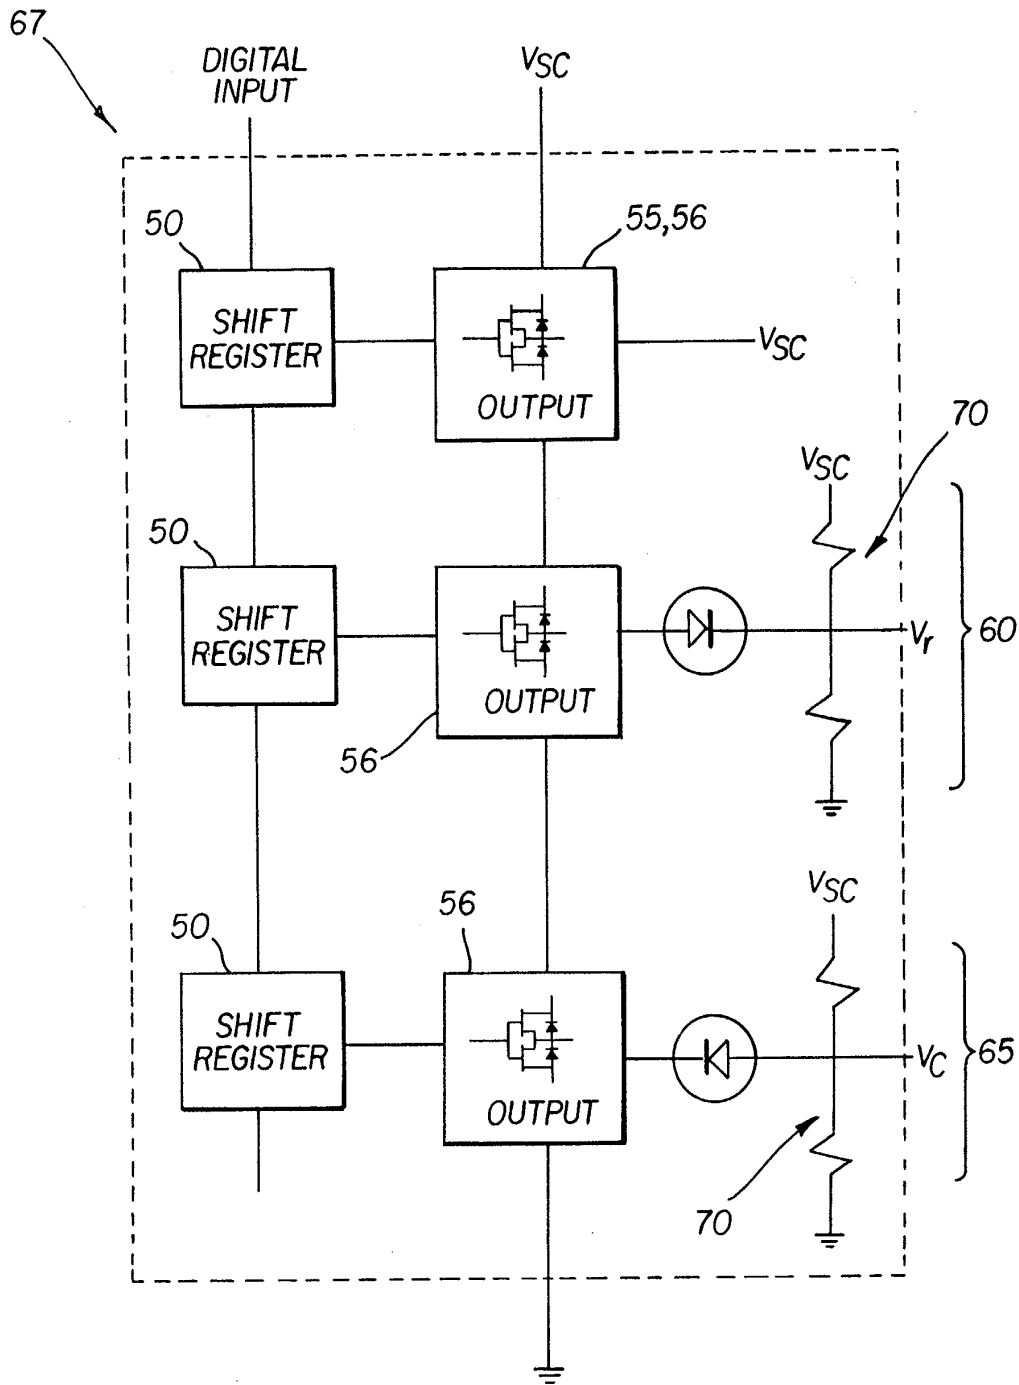 67
DIGITAL
INPUT
VSC
50
55,56
SHIFT
REGISTER
OUTPUT
VSC
70
VSC
50
SHIFT
REGISTER
OUTPUT
Vr
60
56
VSC
56
50
SHIFT
REGISTER
OUTPUT
VC
65
70